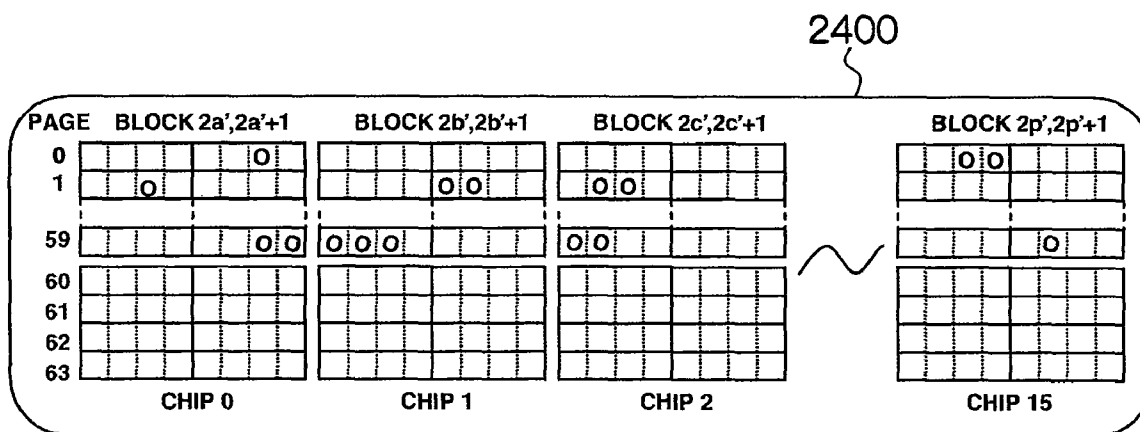 2400
PAGE BLOCK 2a',2a'+1 BLOCK 2b',2b'+1 BLOCK 2c',2c'+1 BLOCK 2p',2p'+1
0 O O O
1 O O O O O
59 O O O O O O O O
60
61
62
63
CHIP 0 CHIP 1 CHIP 2 CHIP 15